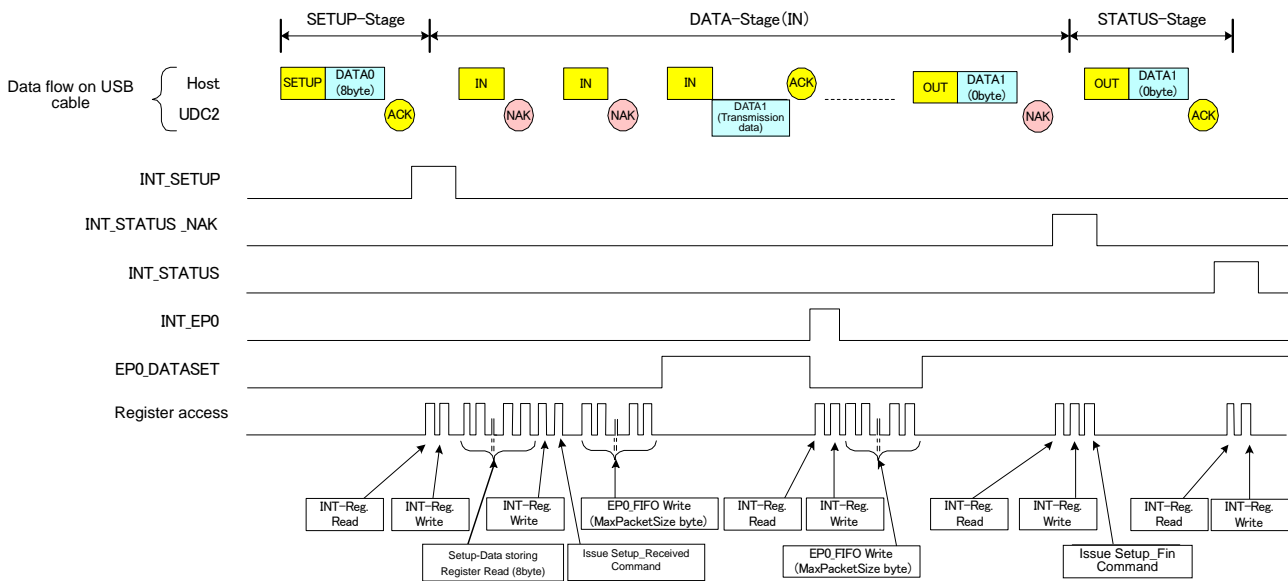 SETUP-Stage
DATA-Stage(IN)
STATUS-Stage
Data flow on USB
cable
Host
UDC2
SETUP
DATA0
(8byte)
ACK
IN
NAK
IN
NAK
IN
DATA1
(Transmission
data)
ACK
OUT
DATA1
(0byte)
NAK
OUT
DATA1
(0byte)
ACK
INT_SETUP
INT_STATUS _NAK
INT_STATUS
INT_EP0
EP0_DATASET
Register access
INT-Reg.
Read
INT-Reg.
Write
Setup-Data storing
Register Read (8byte)
INT-Reg.
Write
Issue Setup_Received
Command
EP0_FIFO Write
(MaxPacketSize byte)
INT-Reg.
Read
INT-Reg.
Write
EP0_FIFO Write
(MaxPacketSize byte)
INT-Reg.
Read
INT-Reg.
Write
Issue Setup_Fin
Command
INT-Reg.
Read
INT-Reg.
Write